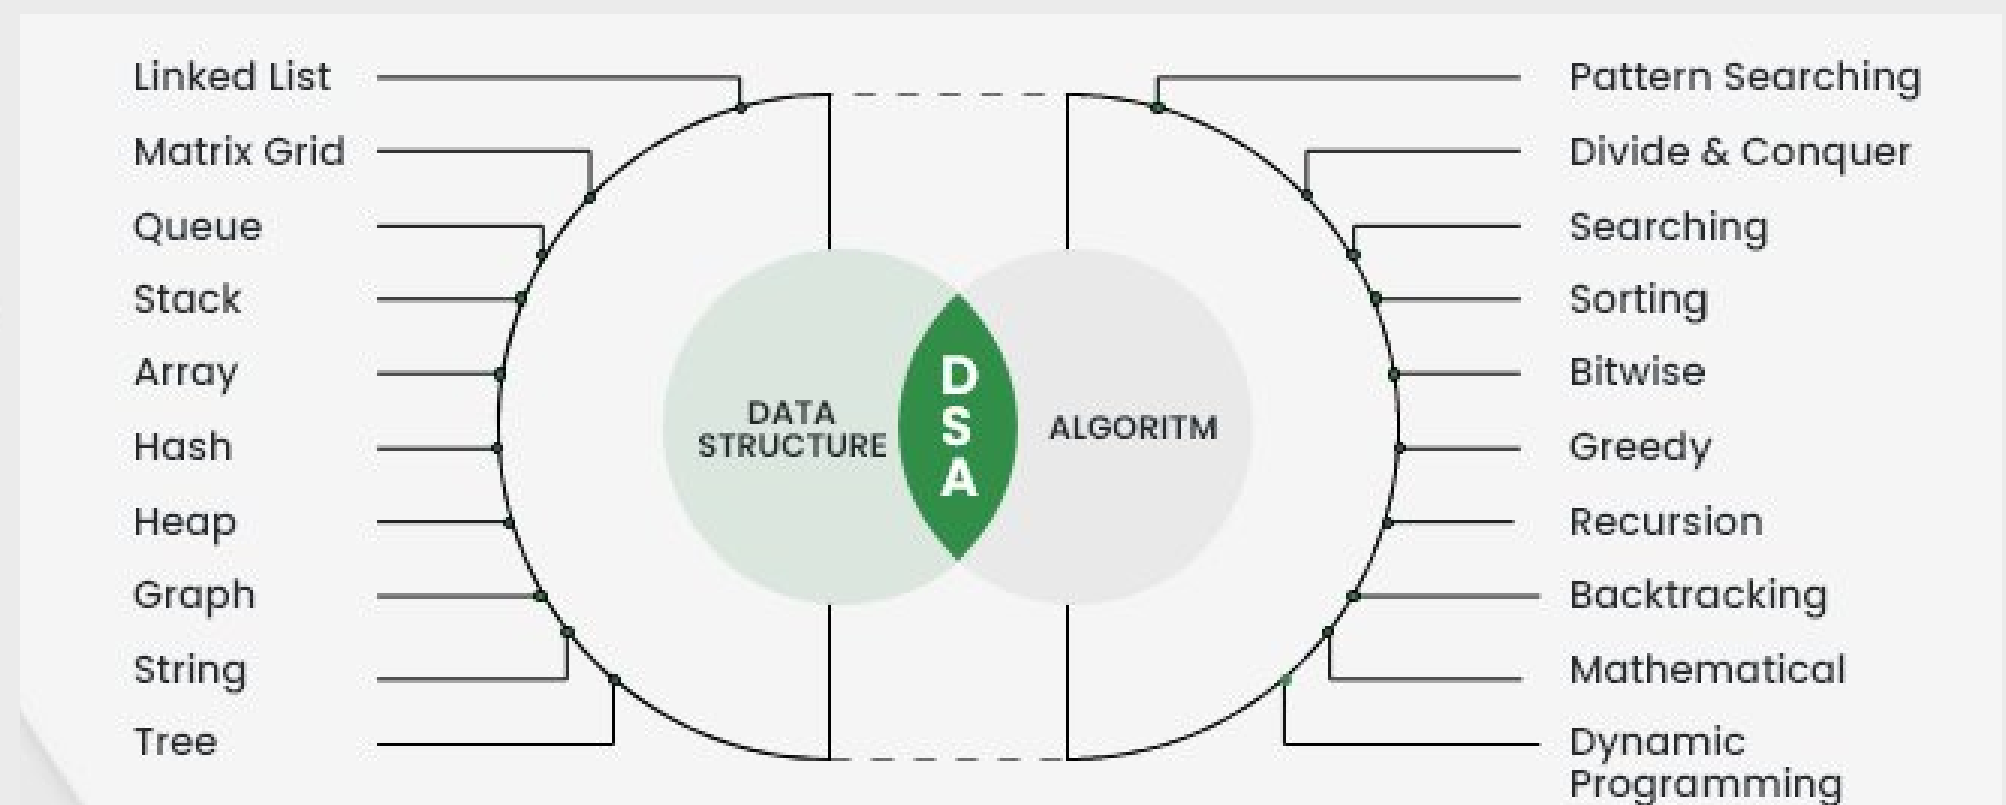 Linked List
Matrix Grid
Queue
Stack
Array
Hash
Heap
Graph
String
Tree
DATA
STRUCTURE
D
S
A
ALGORITM
Pattern Searching
Divide & Conquer
Searching
Sorting
Bitwise
Greedy
Recursion
Backtracking
Mathematical
Dynamic
Programming